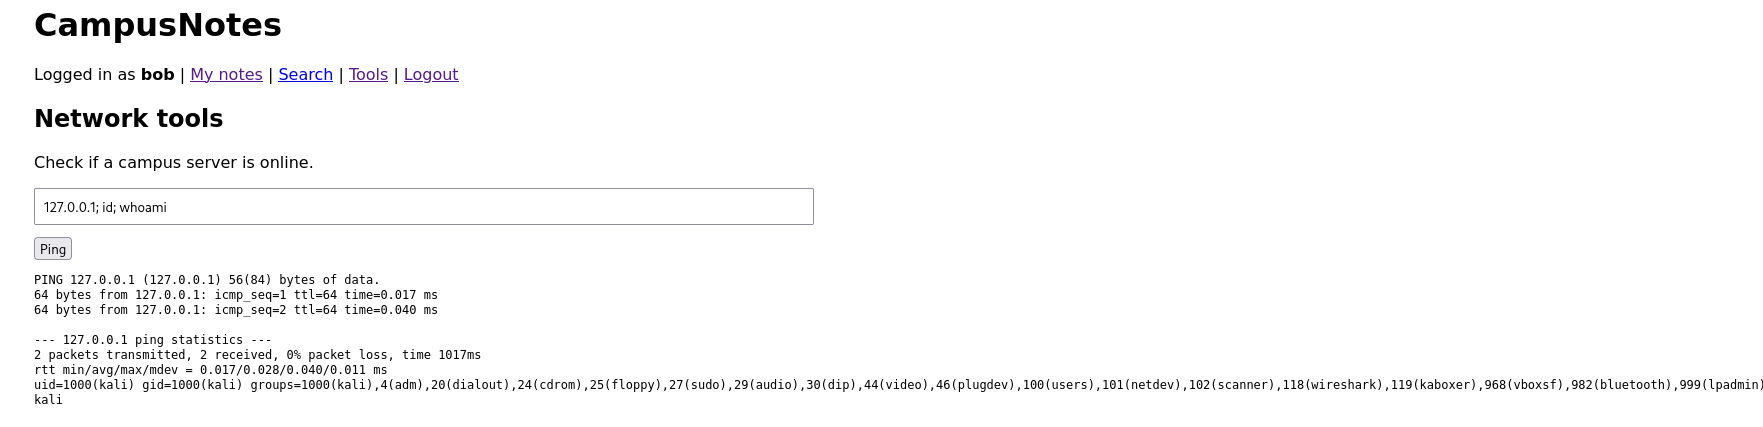 CampusNotes
Logged in as bob | My notes | Search | Tools | Logout
Network tools
Check if a campus server is online.
127.0.0.1; id; whoami
Ping
PING 127.0.0.1 (127.0.0.1) 56(84) bytes of data.
64 bytes from 127.0.0.1: icmp_seq=1 ttl=64 time=0.017 ms
64 bytes from 127.0.0.1: icmp_seq=2 ttl=64 time=0.040 ms
--- 127.0.0.1 ping statistics ---
2 packets transmitted, 2 received, 0% packet loss, time 1017ms
rtt min/avg/max/mdev = 0.017/0.028/0.040/0.011 ms
uid=1000(kali) gid=1000(kali) groups=1000(kali),4(adm),20(dialout),24(cdrom),25(floppy),27(sudo),29(audio),30(dip),44(video),46(plugdev),100(users),101(netdev),102(scanner),118(wireshark),119(kaboxer),968(vboxsf),982(bluetooth),999(lpadmin)
kali